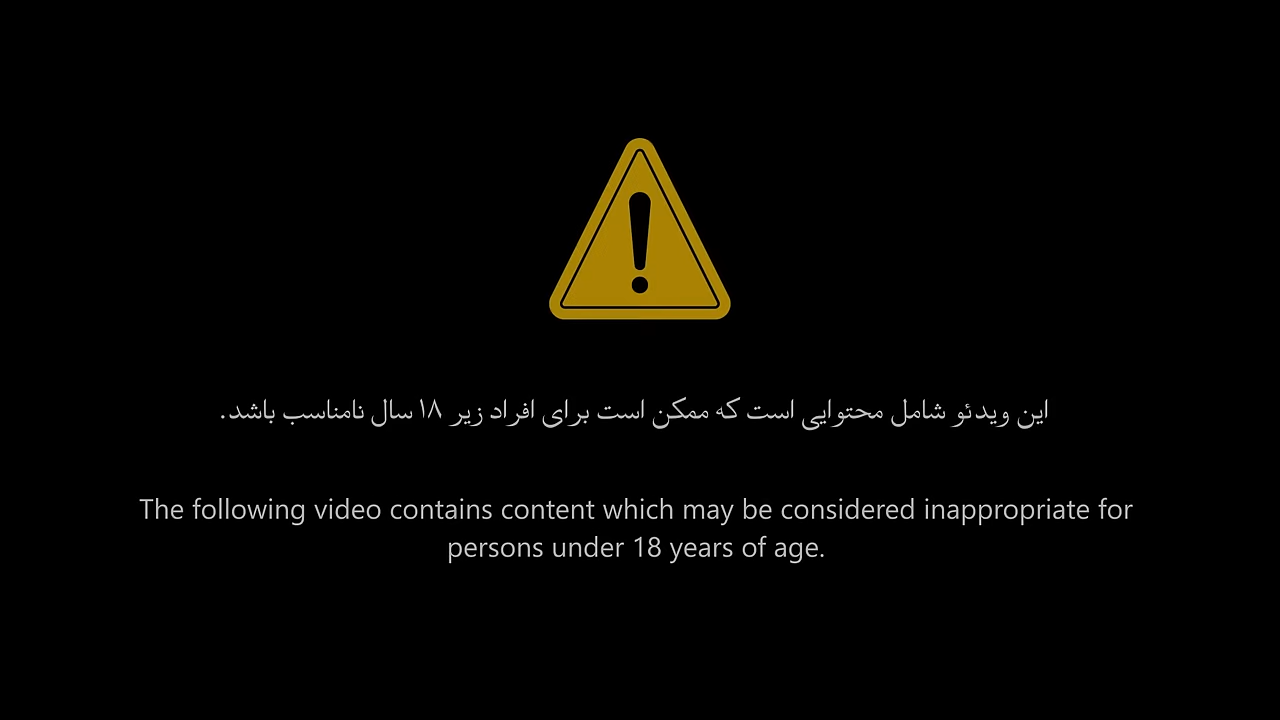 این ویدئو شامل محتوایی است که ممکن است برای افراد زیر ۱۸ سال نامناسب باشد.
The following video contains content which may be considered inappropriate for
persons under 18 years of age.